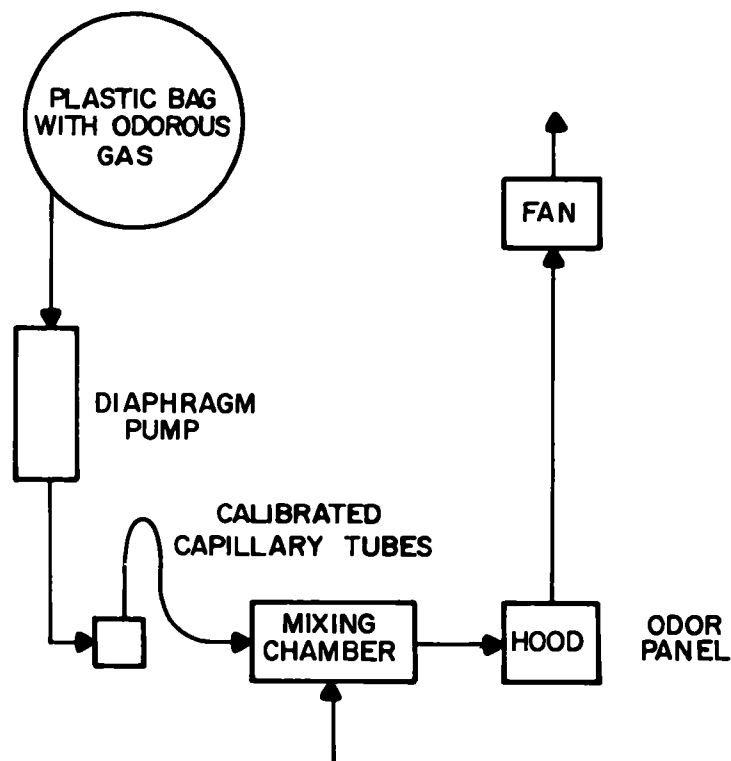 PLASTIC BAG
WITH ODOROUS
GAS
FAN
DIAPHRAGM
PUMP
CALIBRATED
CAPILLARY TUBES
MIXING
CHAMBER
HOOD
ODOR
PANEL